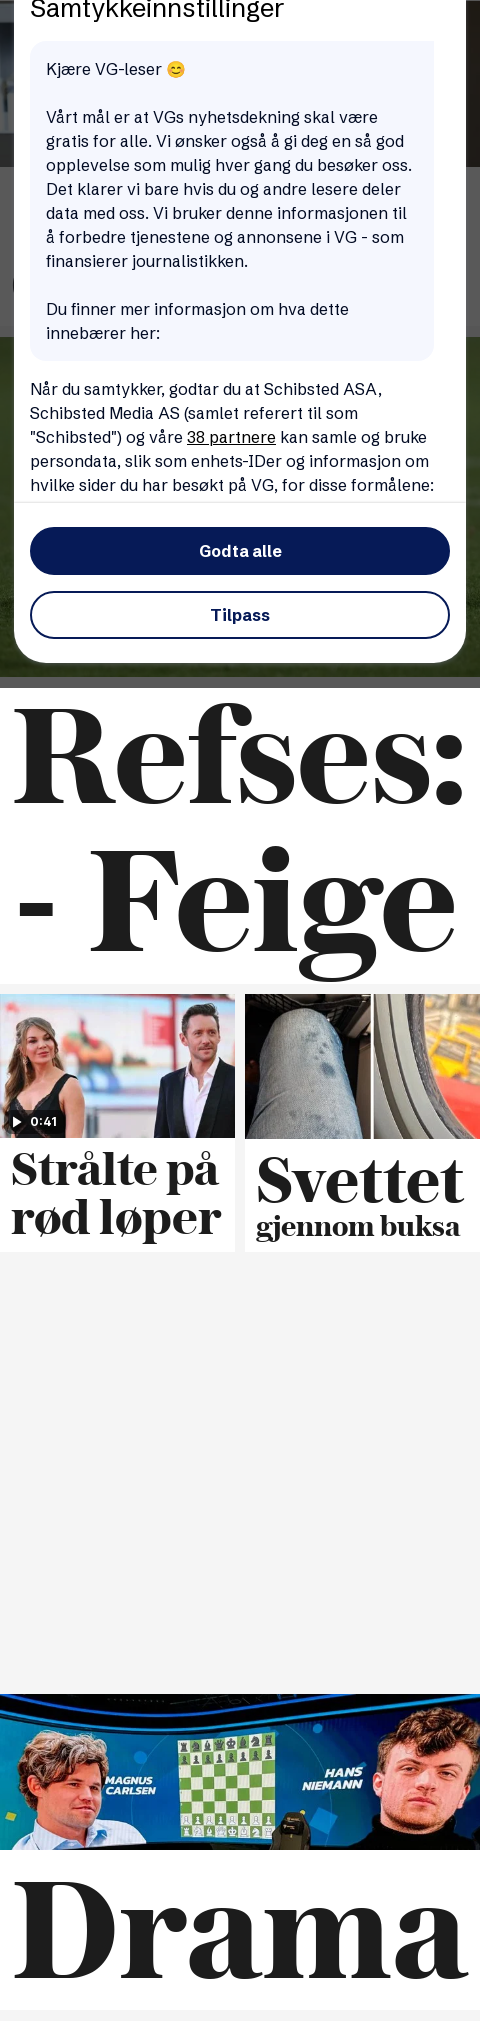 Samtykkeinnstillinger
Kjære VG-leser 😊
Vårt mål er at VGs nyhetsdekning skal være
gratis for alle. Vi ønsker også å gi deg en så god
opplevelse som mulig hver gang du besøker oss.
Det klarer vi bare hvis du og andre lesere deler
data med oss. Vi bruker denne informasjonen til
å forbedre tjenestene og annonsene i VG - som
finansierer journalistikken.
Du finner mer informasjon om hva dette
innebærer her:
Når du samtykker, godtar du at Schibsted ASA,
Schibsted Media AS (samlet referert til som
"Schibsted") og våre 38 partnere kan samle og bruke
persondata, slik som enhets-IDer og informasjon om
hvilke sider du har besøkt på VG, for disse formålene:
Godta alle
Tilpass
Refses:
- Feige
0:41
Strålte på
rød løper
Svettet
gjennom buksa
MAGNUS
CARLSEN
HANS
NIEMANN
Drama